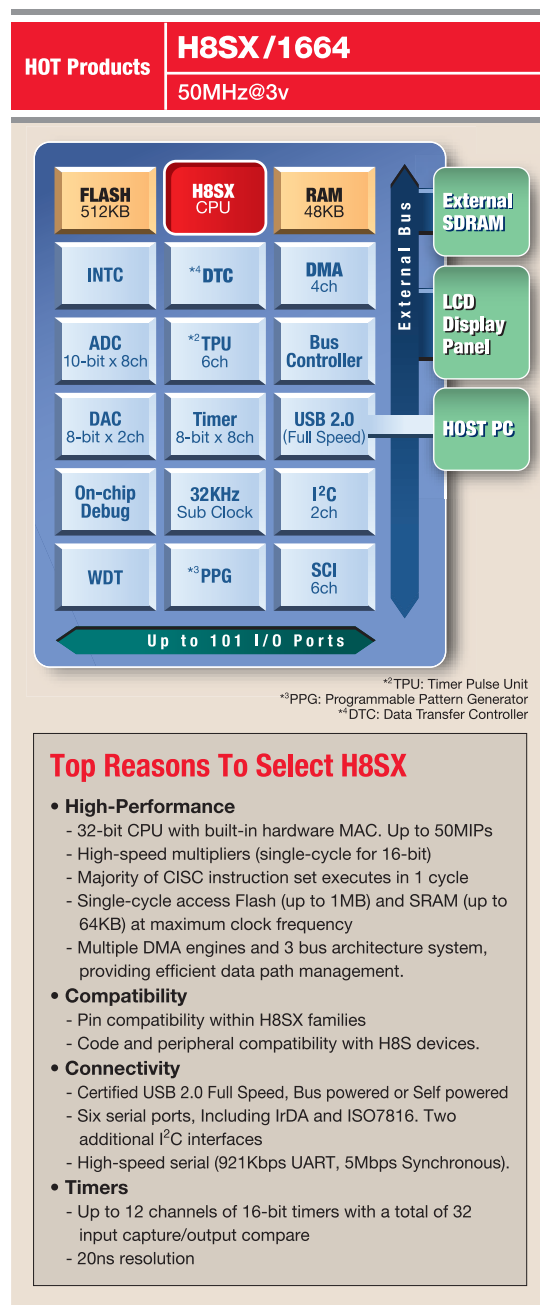 HOT Products
H8SX/1664
50MHz@3v
FLASH
512KB
H8SX
CPU
RAM
48KB
External Bus
External
SDRAM
INTC
*4DTC
DMA
4ch
LCD
Display
Panel
ADC
10-bit x 8ch
*2TPU
6ch
Bus
Controller
DAC
8-bit x 2ch
Timer
8-bit x 8ch
USB 2.0
(Full Speed)
HOST PC
On-chip
Debug
32KHz
Sub Clock
I2C
2ch
WDT
*3PPG
SCI
6ch
Up to 101 I/O Ports
*2TPU: Timer Pulse Unit
*3PPG: Programmable Pattern Generator
*4DTC: Data Transfer Controller
Top Reasons To Select H8SX
• High-Performance
- 32-bit CPU with built-in hardware MAC. Up to 50MIPs
- High-speed multipliers (single-cycle for 16-bit)
- Majority of CISC instruction set executes in 1 cycle
- Single-cycle access Flash (up to 1MB) and SRAM (up to
64KB) at maximum clock frequency
- Multiple DMA engines and 3 bus architecture system,
providing efficient data path management.
• Compatibility
- Pin compatibility within H8SX families
- Code and peripheral compatibility with H8S devices.
• Connectivity
- Certified USB 2.0 Full Speed, Bus powered or Self powered
- Six serial ports, Including IrDA and ISO7816. Two
additional I2C interfaces
- High-speed serial (921Kbps UART, 5Mbps Synchronous).
• Timers
- Up to 12 channels of 16-bit timers with a total of 32
input capture/output compare
- 20ns resolution